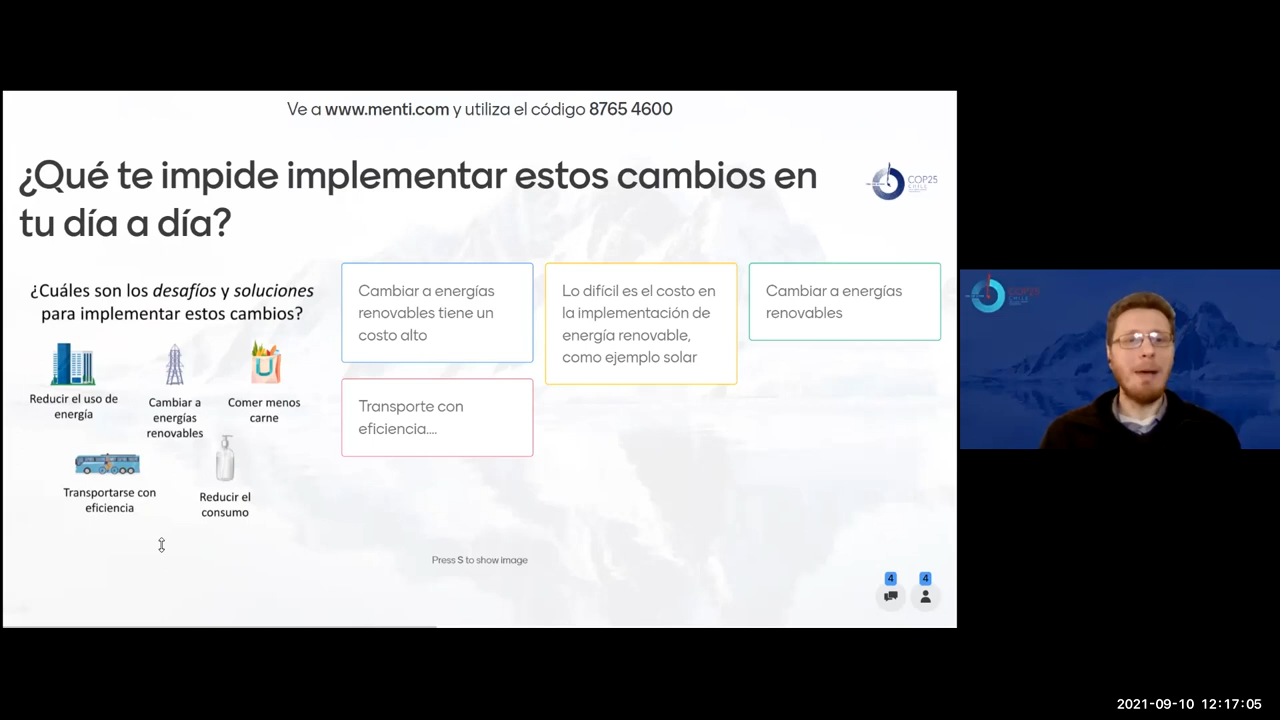 Ve a www.menti.com y utiliza el código 8765 4600
¿Qué te impide implementar estos cambios en
tu día a día?
COP25
CHILE
¿Cuáles son los desafíos y soluciones
para implementar estos cambios?
Reducir el uso de
energía
Cambiar a
energías
renovables
Comer menos
carne
Transportarse con
eficiencia
Reducir el
consumo
Cambiar a energías
renovables tiene un
costo alto
Lo difícil es el costo en
la implementación de
energía renovable,
como ejemplo solar
Cambiar a energías
renovables
Transporte con
eficiencia....
Press S to show image
4
4
COP25
CHILE
2021-09-10 12:17:05